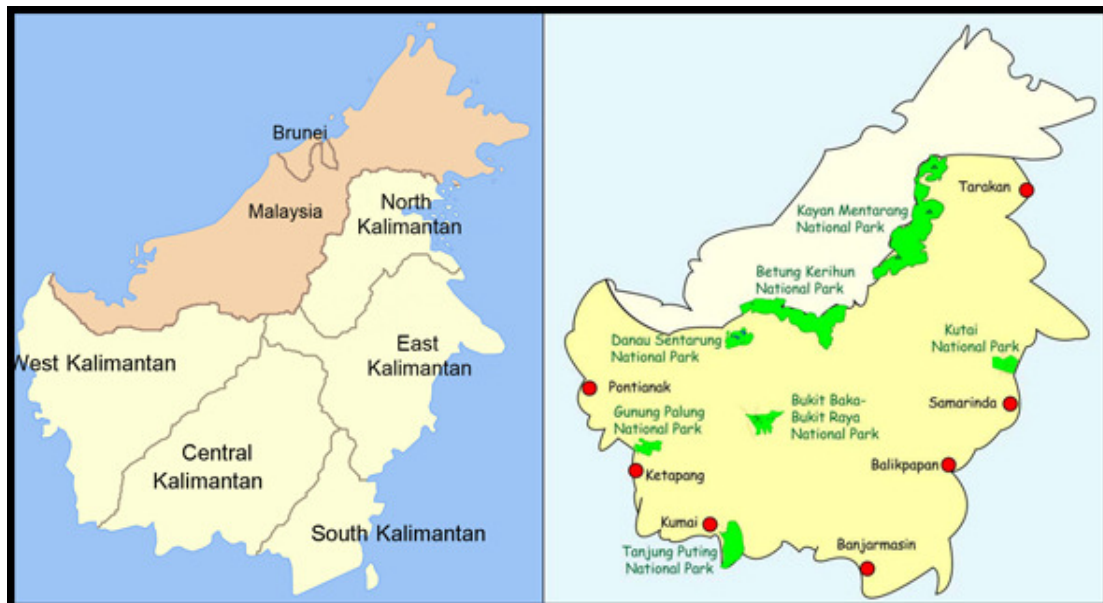 Brunei
Malaysia
North
Kalimantan
West Kalimantan
East
Kalimantan
Central
Kalimantan
South Kalimantan
Tarakan
Kayan Mentarang
National Park
Betung Kerihun
National Park
Danau Sentarung
National Park
Kutai
National Park
Pontianak
Samarinda
Gunung Palung
National Park
Bukit Baka-
Bukit Raya
National Park
Ketapang
Balikpapan
Kumai
Tanjung Puting
National Park
Banjarmasin